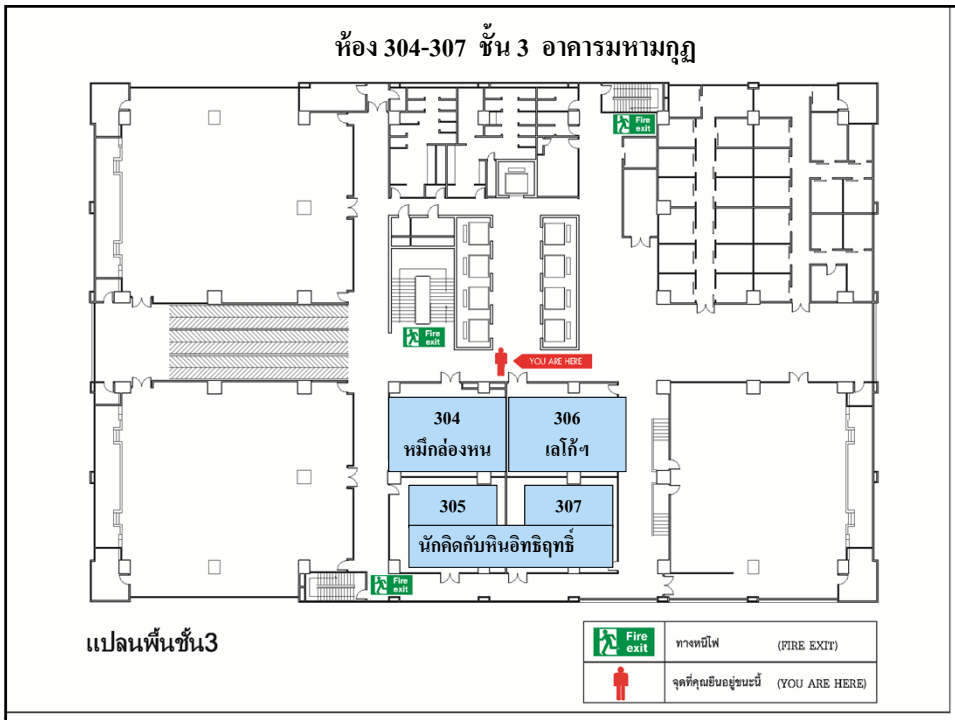 ห้อง 304-307 ชั้น 3 อาคารมหามกุฏ
Fire
exit
Fire
exit
YOU ARE HERE
304
หมีกล่องหน
306
เลโก้ฯ
305
307
นักคิดกับหินอิทธิฤทธิ์
Fire
exit
แปลนพื้นชั้น3
Fire
exit
ทางหนีไฟ (FIRE EXIT)
จุดที่คุณยืนอยู่ขณะนี้ (YOU ARE HERE)